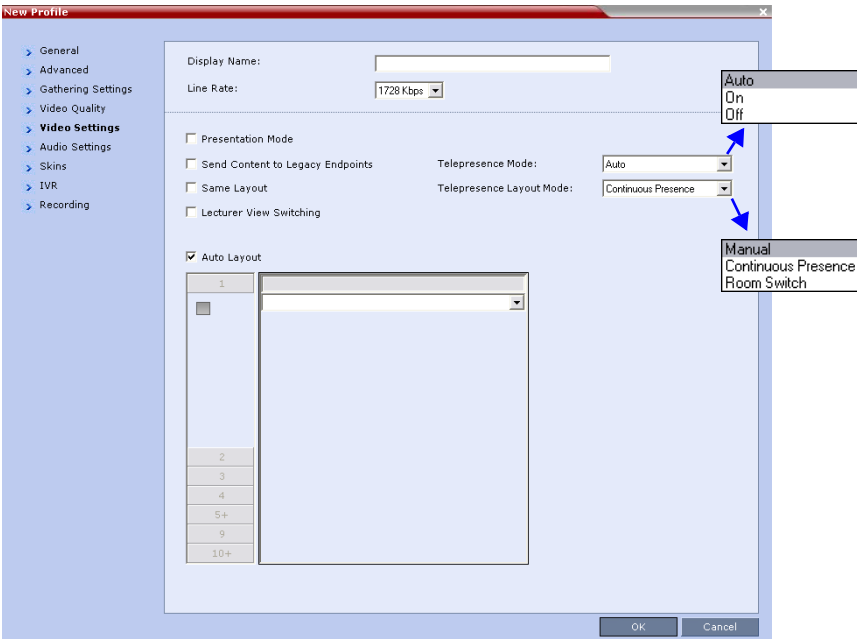 New Profile
General
Advanced
Gathering Settings
Video Quality
Video Settings
Audio Settings
Skins
IVR
Recording
Display Name:
Line Rate: 1728 Kbps
Presentation Mode
Send Content to Legacy Endpoints Telepresence Mode: Auto
Same Layout Telepresence Layout Mode: Continuous Presence
Lecturer View Switching
Auto Layout
1
2
3
4
5+
9
10+
Auto
On
Off
Manual
Continuous Presence
Room Switch
OK Cancel